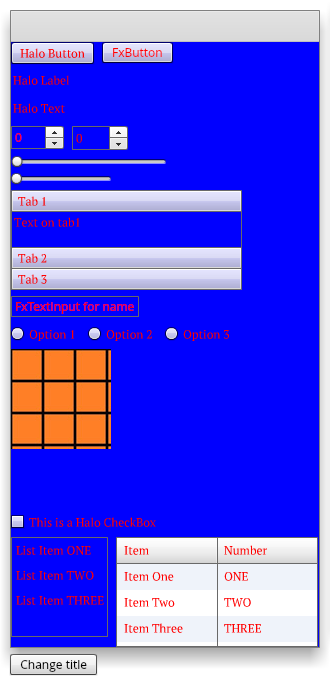 Halo Button FxButton
Halo Label
Halo Text
0 0
Tab 1
Text on tab1
Tab 2
Tab 3
FxTextInput for name
Option 1 Option 2 Option 3
This is a Halo CheckBox
List Item ONE
List Item TWO
List Item THREE
Item Number
Item One ONE
Item Two TWO
Item Three THREE
Change title